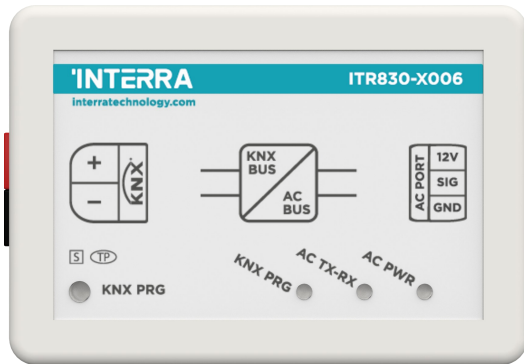 INTERRA
ITR830-X006
interratechnology.com
+
KNX
-
KNX BUS
AC BUS
AC PORT
12V
SIG
GND
S
TP
KNX PRG
KNX PRG
AC TX-RX
AC PWR